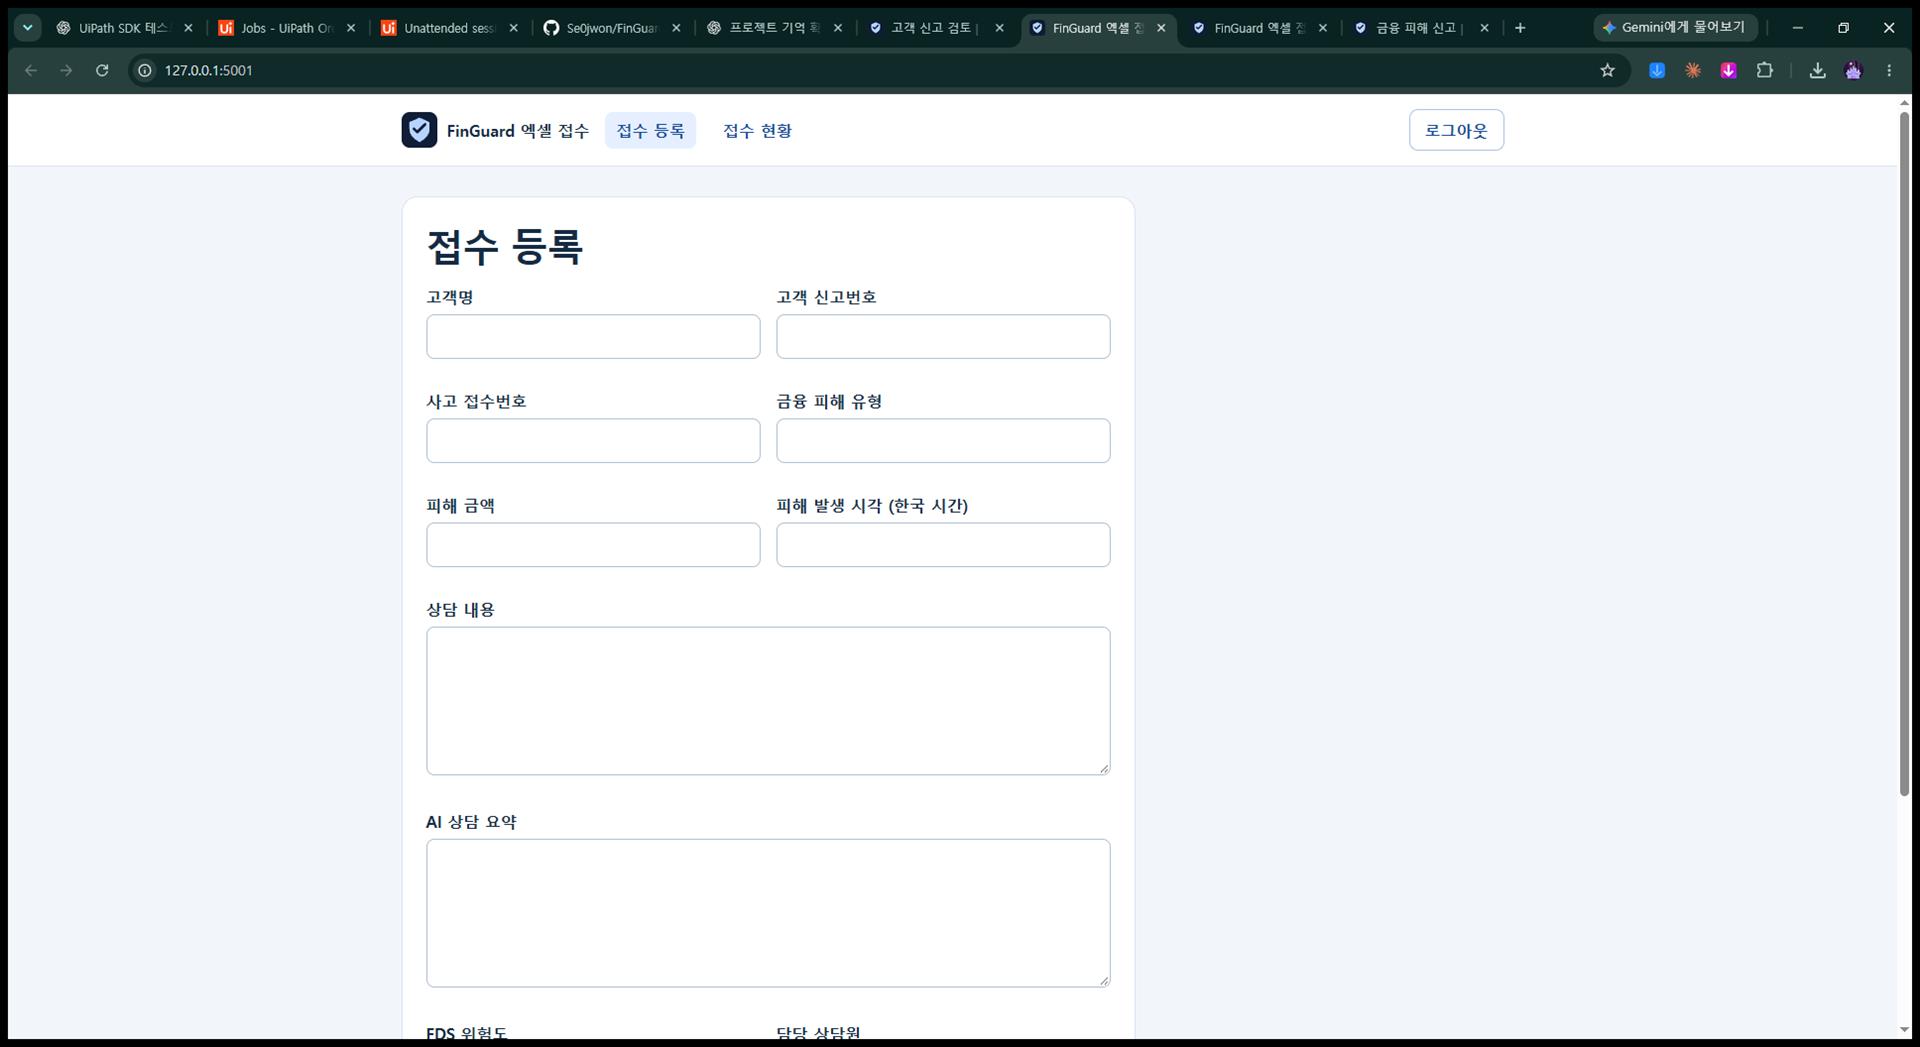 UiPath SDK 테스
Jobs - UiPath Or
Unattended sess
Se0jwon/FinGuar
프로젝트 기억 확
고객 신고 검토 |
FinGuard 엑셀 접
FinGuard 엑셀 접
금융 피해 신고 |
Gemini에게 물어보기
127.0.0.1:5001
FinGuard 엑셀 접수
접수 등록
접수 현황
로그아웃
접수 등록
고객명
고객 신고번호
사고 접수번호
금융 피해 유형
피해 금액
피해 발생 시각 (한국 시간)
상담 내용
AI 상담 요약
FDS 위험도
담당 상담원